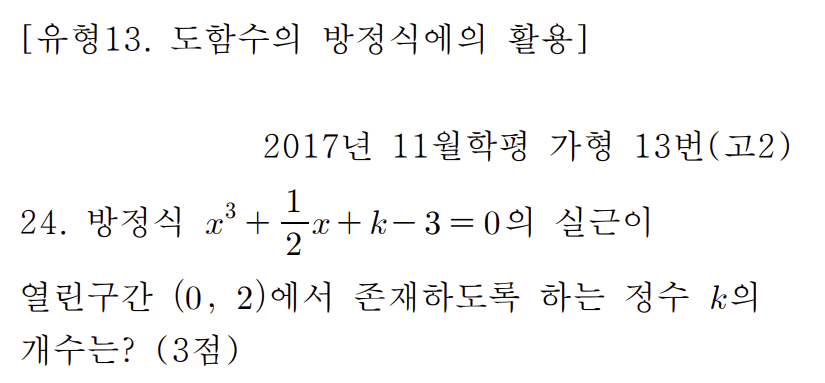 [유형13. 도함수의 방정식에의 활용]
2017년 11월학평 가형 13번(고2)
24. 방정식 $x^3+\frac{1}{2}x+k-3=0$의 실근이
열린구간 (0, 2)에서 존재하도록 하는 정수 $k$의
개수는? (3점)